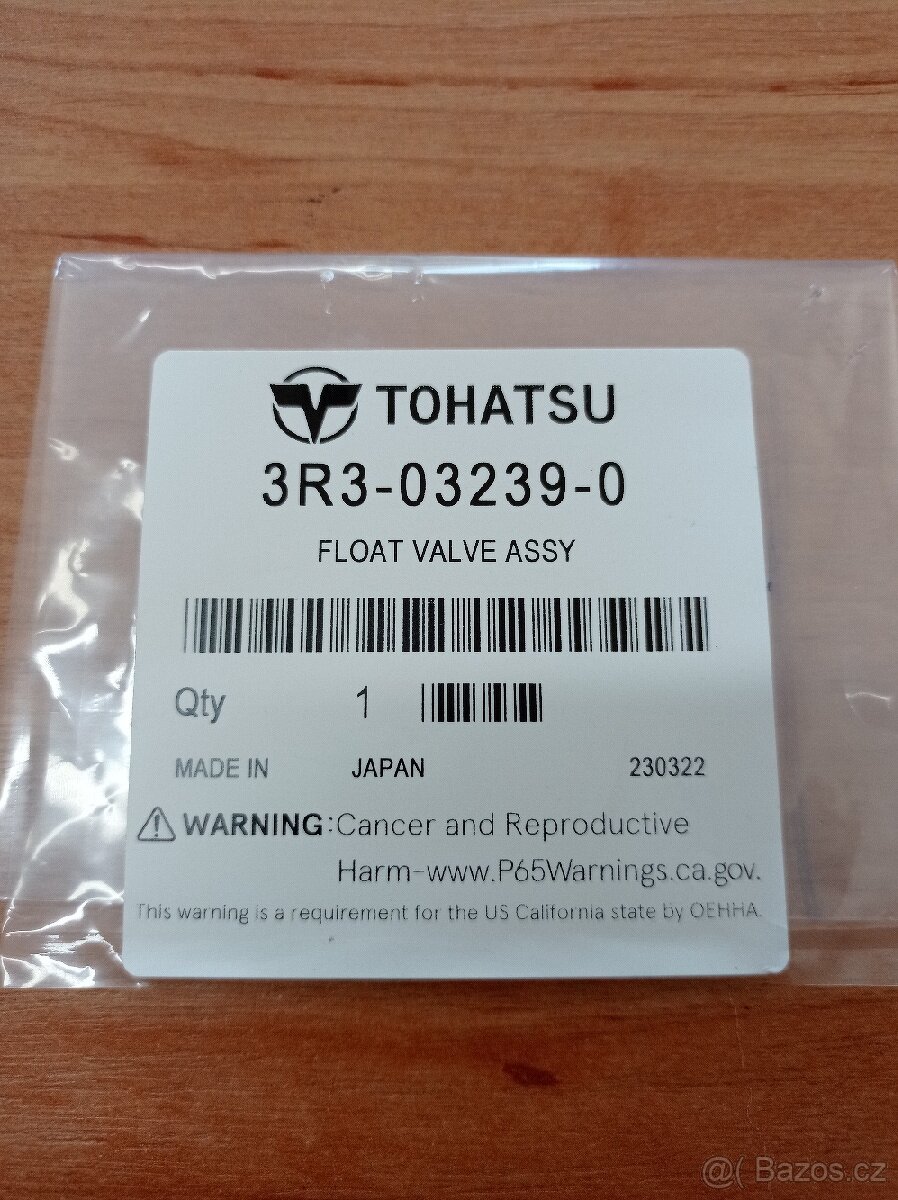 TOHATSU
3R3-03239-0
FLOAT VALVE ASSY
Qty 1
MADE IN JAPAN 230322
WARNING:Cancer and Reproductive
Harm-www.P65Warnings.ca.gov.
This warning is a requirement for the US California state by OEHHA.
@( Bazos.cz